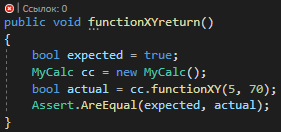 Ссылок: 0
public void functionXYreturn()
{
bool expected = true;
MyCalc cc = new MyCalc();
bool actual = cc.functionXY(5, 70);
Assert.AreEqual(expected, actual);
}